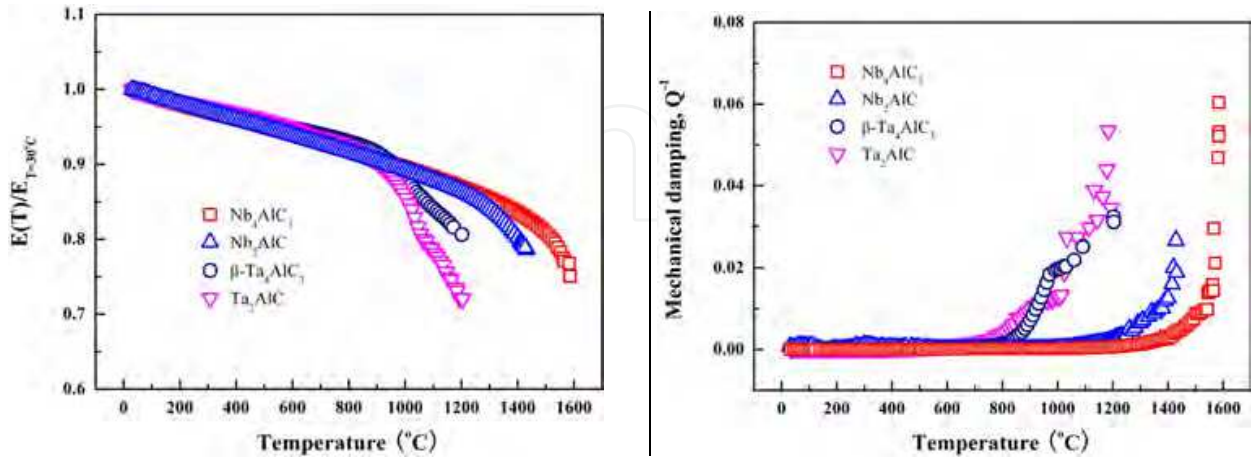 1.1
1.0
0.9
0.8
0.7
0.6
E(T)/E_T=30°C
Nb₄AlC₃
Nb₂AlC
β-Ta₄AlC₃
Ta₂AlC
0 200 400 600 800 1000 1200 1400 1600
Temperature (°C)
0.08
0.06
0.04
0.02
0.00
Mechanical damping, Q⁻¹
Nb₄AlC₃
Nb₂AlC
β-Ta₄AlC₃
Ta₂AlC
0 200 400 600 800 1000 1200 1400 1600
Temperature (°C)